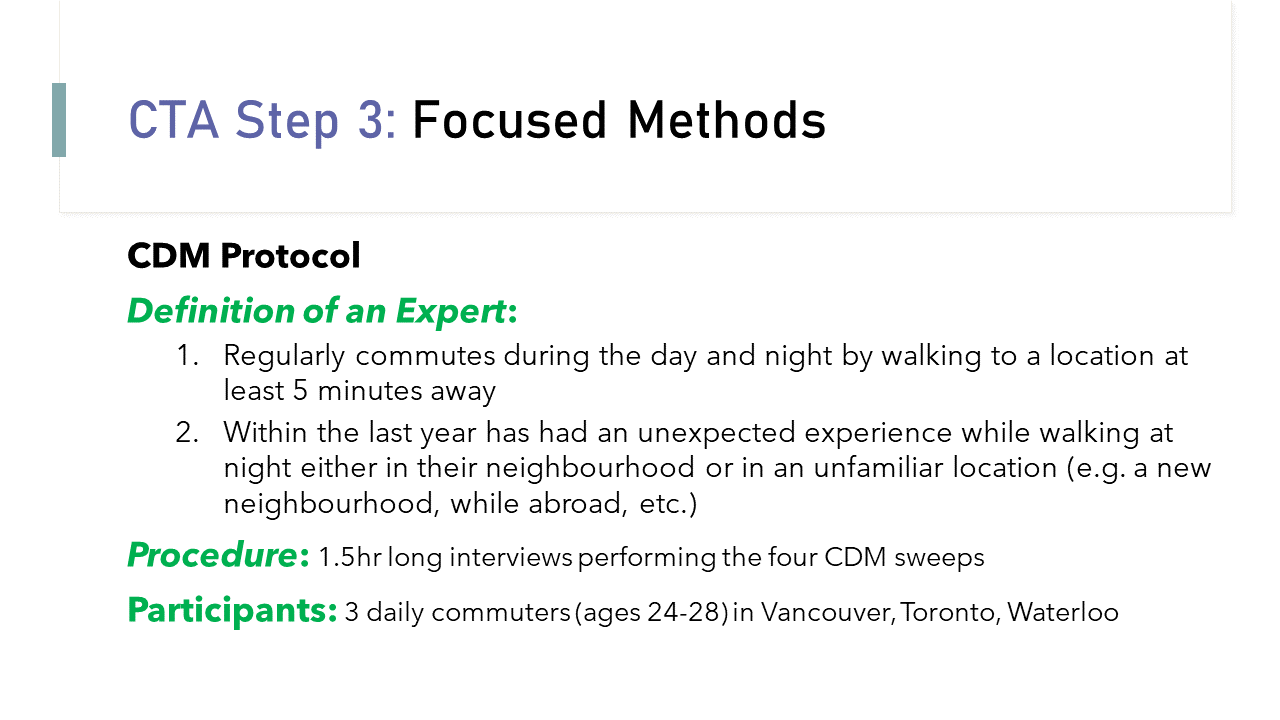 CTA Step 3: Focused Methods
CDM Protocol
Definition of an Expert:
1. Regularly commutes during the day and night by walking to a location at
least 5 minutes away
2. Within the last year has had an unexpected experience while walking at
night either in their neighbourhood or in an unfamiliar location (e.g. a new
neighbourhood, while abroad, etc.)
Procedure: 1.5hr long interviews performing the four CDM sweeps
Participants: 3 daily commuters (ages 24-28) in Vancouver, Toronto, Waterloo